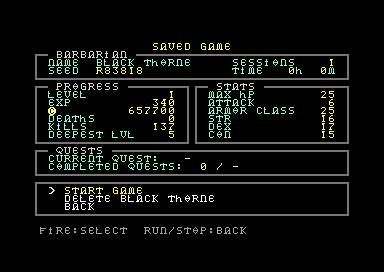 SAVED GAME
BARBARIAN
NAME BLACK THORNE SESSIONS 1
SEED R83818 TIME 0h 0m
PROGRESS STATS
LEVEL 1 MAX HP 25
EXP 340 ATTACK 6
657700 ARMOR CLASS 25
DEATHS 0 STR 16
KILLS 137 DEX 17
DEEPEST LVL 5 CON 15
QUESTS
CURRENT QUEST: -
COMPLETED QUESTS: 0 / -
> START GAME
DELETE BLACK THORNE
BACK
FIRE:SELECT RUN/STOP:BACK